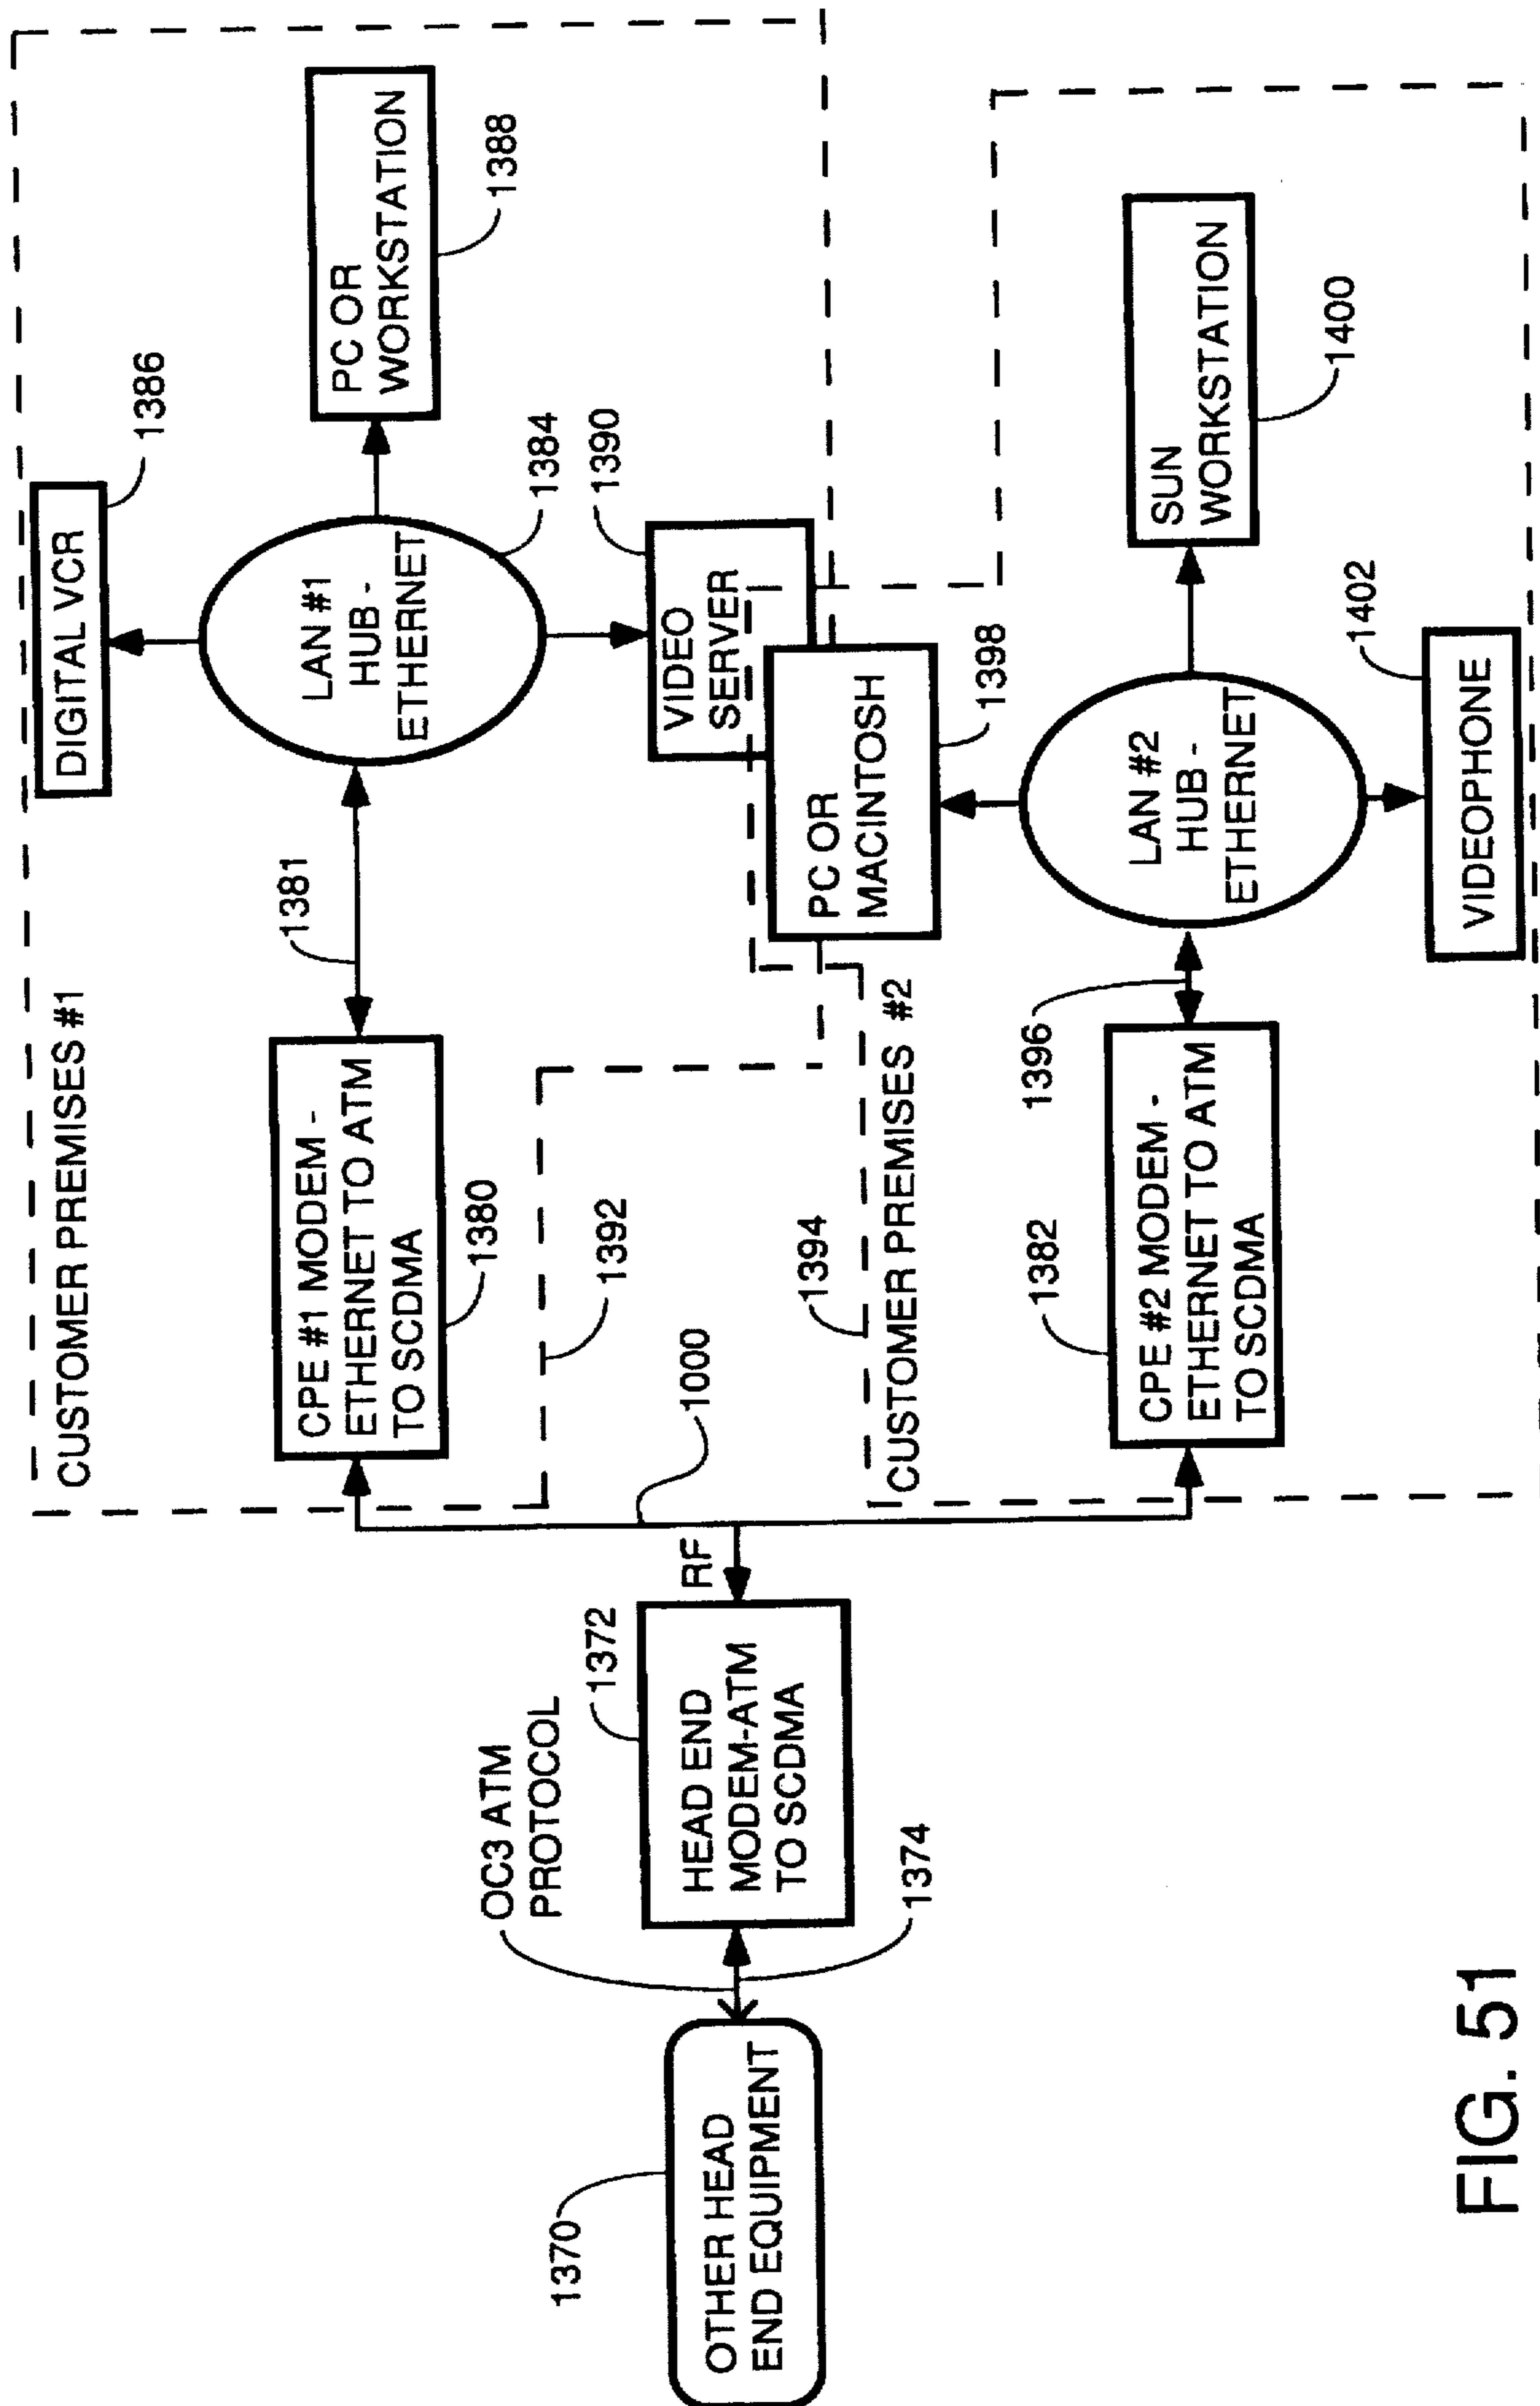 CUSTOMER PREMISES #1
DIGITAL VCR
1386
1381
LAN #1
HUB -
ETHERNET
1384
PC OR
WORKSTATION
1388
CPE #1 MODEM -
ETHERNET TO ATM
TO SCDMA
1380
1390
VIDEO
SERVER
1392
OC3 ATM
PROTOCOL
1372
RF
1000
1370
OTHER HEAD
END EQUIPMENT
HEAD END
MODEM-ATM
TO SCDMA
1374
1394
CUSTOMER PREMISES #2
PC OR
MACINTOSH
1398
1382
CPE #2 MODEM -
ETHERNET TO ATM
TO SCDMA
1396
LAN #2
HUB -
ETHERNET
SUN
WORKSTATION
1400
1402
VIDEOPHONE
FIG. 51